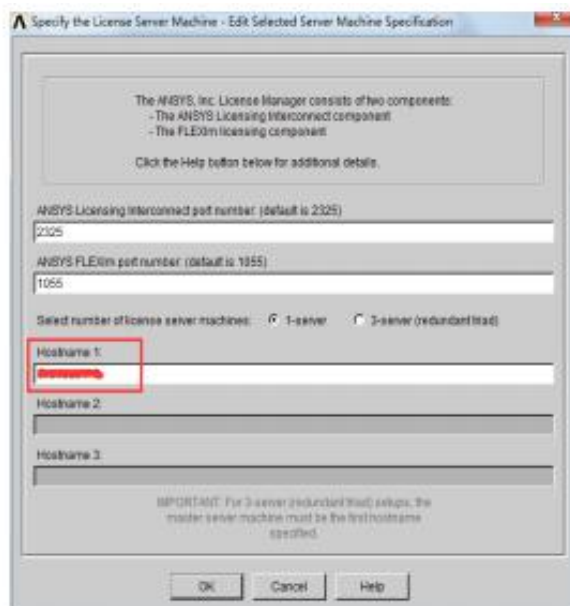 Specify the License Server Machine - Edit Selected Server Machine Specification
The ANSYS, Inc. License Manager consists of two components:
- The ANSYS Licensing Interconnect component
- The FLEXlm licensing component
Click the Help button below for additional details.
ANSYS Licensing Interconnect port number: (default is 2325)
2325
ANSYS FLEXlm port number: (default is 1055)
1055
Select number of license server machines: 1-server 3-server (redundant triad)
Hostname 1:
Hostname 2:
Hostname 3:
IMPORTANT: For 3-server (redundant triad) setups, the
master server machine must be the first hostname
specified.
OK Cancel Help